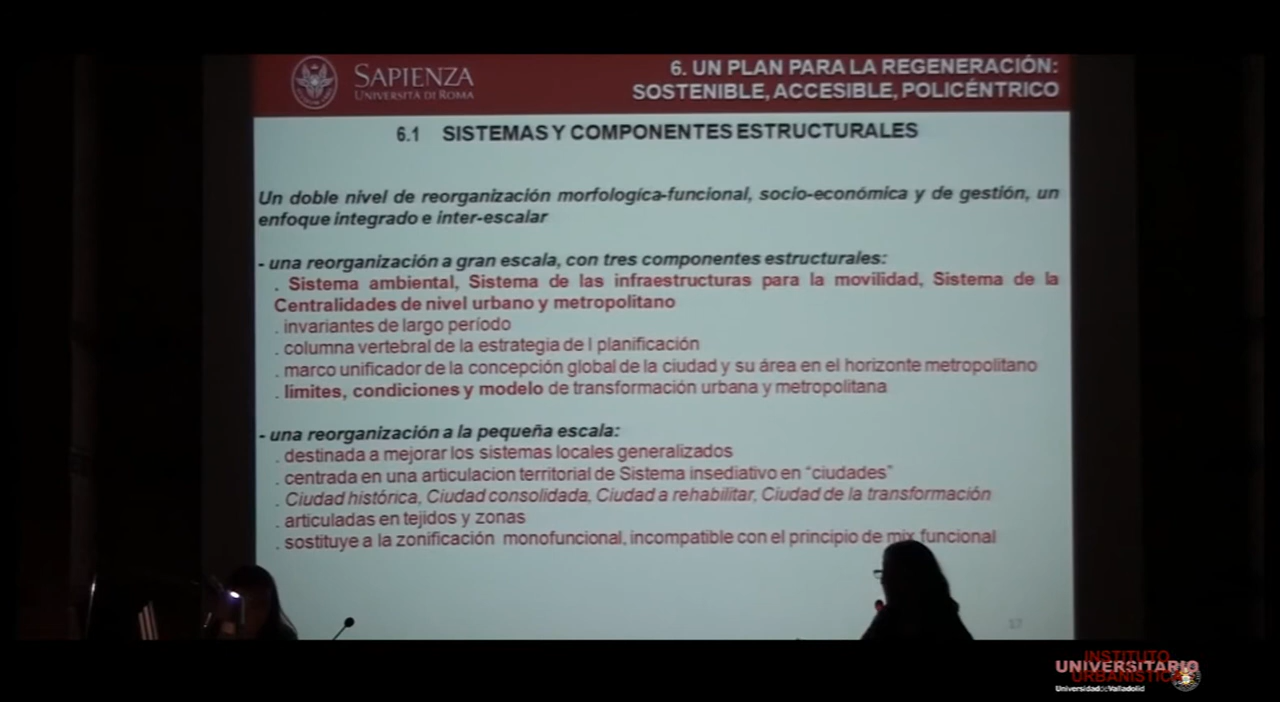 SAPIENZA
UNIVERSITÀ DI ROMA
6. UN PLAN PARA LA REGENERACIÓN:
SOSTENIBLE, ACCESIBLE, POLICÉNTRICO
6.1 SISTEMAS Y COMPONENTES ESTRUCTURALES
Un doble nivel de reorganización morfologíca-funcional, socio-económica y de gestión, un
enfoque integrado e inter-escalar
- una reorganización a gran escala, con tres componentes estructurales:
. Sistema ambiental, Sistema de las infraestructuras para la movilidad, Sistema de la
Centralidades de nivel urbano y metropolitano
. invariantes de largo período
. columna vertebral de la estrategia de l planificación
. marco unificador de la concepción global de la ciudad y su área en el horizonte metropolitano
. limites, condiciones y modelo de transformación urbana y metropolitana
- una reorganización a la pequeña escala:
. destinada a mejorar los sistemas locales generalizados
. centrada en una articulacion territorial de Sistema insediativo en "ciudades"
. Ciudad histórica, Ciudad consolidada, Ciudad a rehabilitar, Ciudad de la transformación
. articuladas en tejidos y zonas
. sostituye a la zonificación monofuncional, incompatible con el principio de mix funcional
17
INSTITUTO
UNIVERSITARIO
URBANÍSTICA
Universidad de Valladolid